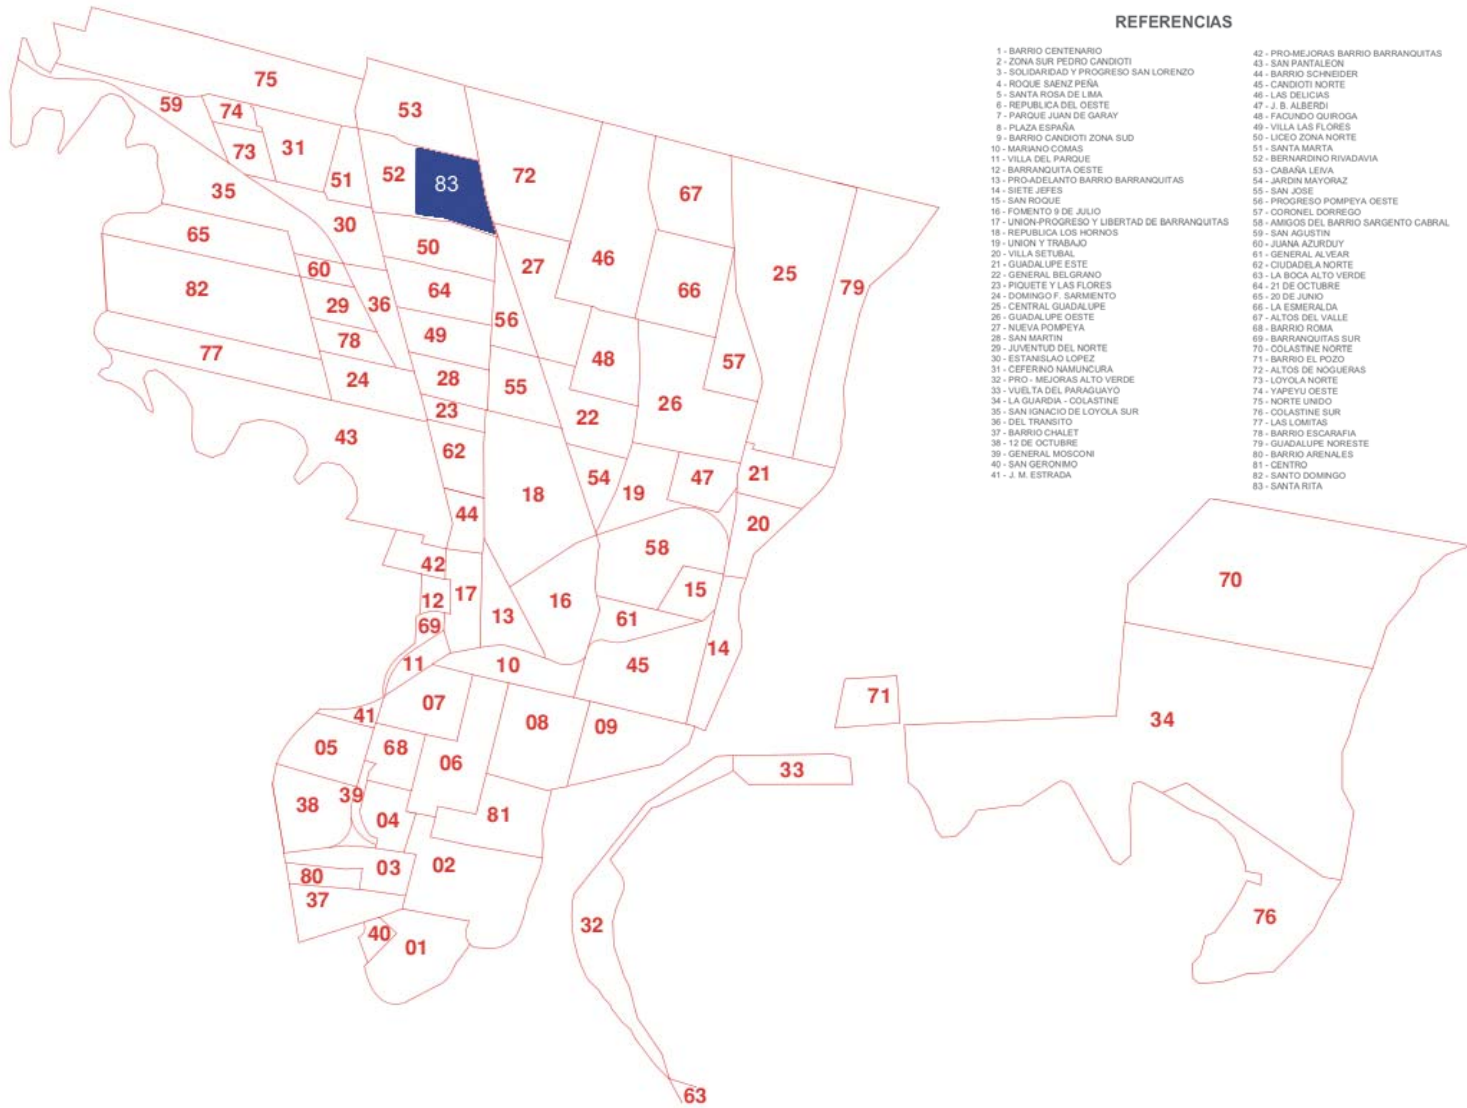 REFERENCIAS
1 - BARRIO CENTENARIO
2 - ZONA SUR PEDRO CANDIOTI
3 - SOLIDARIDAD Y PROGRESO SAN LORENZO
4 - ROQUE SAENZ PEÑA
5 - SANTA ROSA DE LIMA
6 - REPUBLICA DEL OESTE
7 - PARQUE JUAN DE GARAY
8 - PLAZA ESPAÑA
9 - BARRIO CANDIOTI ZONA SUD
10 - MARIANO COMAS
11 - VILLA DEL PARQUE
12 - BARRANQUITA OESTE
13 - PRO-ADELANTO BARRIO BARRANQUITAS
14 - SIETE JEFES
15 - SAN ROQUE
16 - FOMENTO 9 DE JULIO
17 - UNION-PROGRESO Y LIBERTAD DE BARRANQUITAS
18 - REPUBLICA LOS HORNOS
19 - UNION Y TRABAJO
20 - VILLA SETUBAL
21 - GUADALUPE ESTE
22 - GENERAL BELGRANO
23 - PIQUETE Y LAS FLORES
24 - DOMINGO F. SARMIENTO
25 - CENTRAL GUADALUPE
26 - GUADALUPE OESTE
27 - NUEVA POMPEYA
28 - SAN MARTIN
29 - JUVENTUD DEL NORTE
30 - ESTANISLAO LOPEZ
31 - CEFERINO NAMUNCURA
32 - PRO - MEJORAS ALTO VERDE
33 - VUELTA DEL PARAGUAYO
34 - LA GUARDIA - COLASTINE
35 - SAN IGNACIO DE LOYOLA SUR
36 - DEL TRANSITO
37 - BARRIO CHALET
38 - 12 DE OCTUBRE
39 - GENERAL MOSCONI
40 - SAN GERONIMO
41 - J. M. ESTRADA
42 - PRO-MEJORAS BARRIO BARRANQUITAS
43 - SAN PANTALEON
44 - BARRIO SCHNEIDER
45 - CANDIOTI NORTE
46 - LAS DELICIAS
47 - J. B. ALBERDI
48 - FACUNDO QUIROGA
49 - VILLA LAS FLORES
50 - LICEO ZONA NORTE
51 - SANTA MARTA
52 - BERNARDINO RIVADAVIA
53 - CABAÑA LEIVA
54 - JARDIN MAYORAZ
55 - SAN JOSE
56 - PROGRESO POMPEYA OESTE
57 - CORONEL DORREGO
58 - AMIGOS DEL BARRIO SARGENTO CABRAL
59 - SAN AGUSTIN
60 - JUANA AZURDUY
61 - GENERAL ALVEAR
62 - CIUDADELA NORTE
63 - LA BOCA ALTO VERDE
64 - 21 DE OCTUBRE
65 - 20 DE JUNIO
66 - LA ESMERALDA
67 - ALTOS DEL VALLE
68 - BARRIO ROMA
69 - BARRANQUITAS SUR
70 - COLASTINE NORTE
71 - BARRIO EL POZO
72 - ALTOS DE NOGUERAS
73 - LOYOLA NORTE
74 - YAPEYU OESTE
75 - NORTE UNIDO
76 - COLASTINE SUR
77 - LAS LOMITAS
78 - BARRIO ESCARAFIA
79 - GUADALUPE NORESTE
80 - BARRIO ARENALES
81 - CENTRO
82 - SANTO DOMINGO
83 - SANTA RITA
75
59
74
53
73
31
51
52
83
72
67
35
30
65
50
27
46
25
60
82
29
36
64
66
79
56
78
49
77
24
28
55
48
57
23
22
26
43
62
18
54
19
47
21
44
20
58
42
12
17
13
16
15
69
61
11
10
45
14
70
41
07
08
09
71
34
05
68
06
33
38
39
04
81
03
02
80
37
40
01
32
76
63